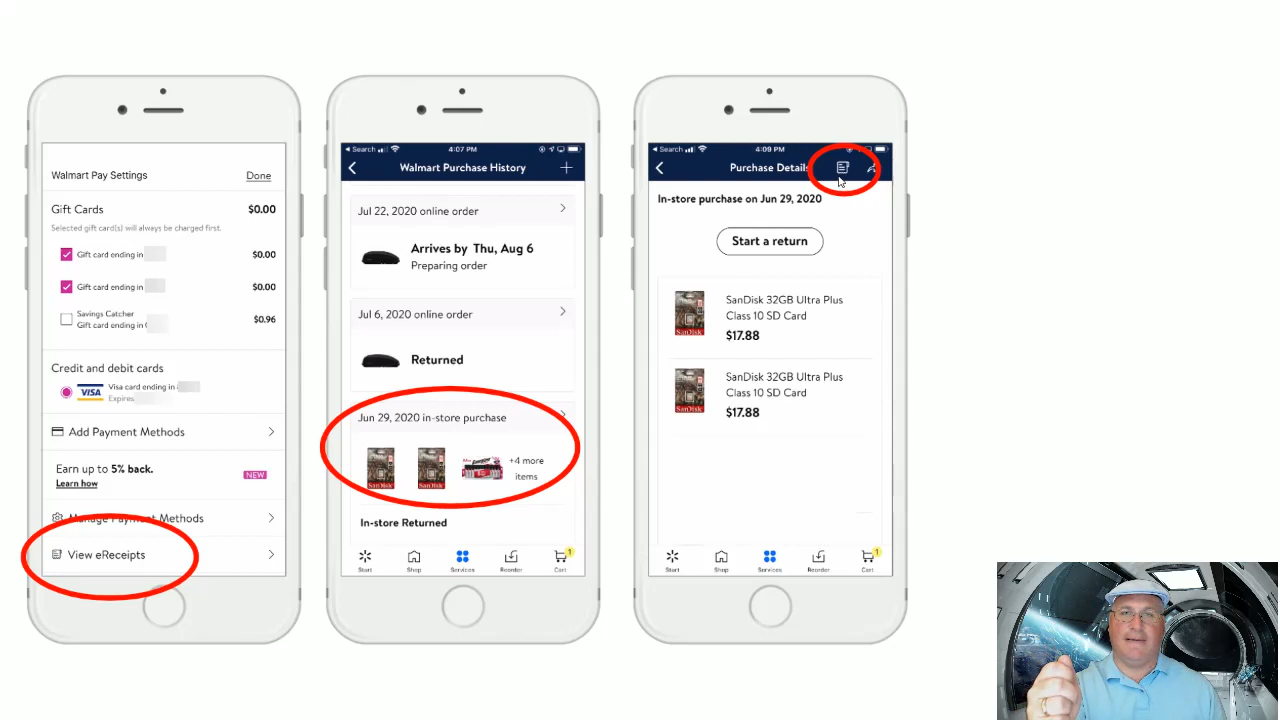 Walmart Pay Settings
Done
Gift Cards
$0.00
Selected gift card(s) will always be charged first.
Gift card ending in
$0.00
Gift card ending in
$0.00
Savings Catcher
Gift card ending in
$0.96
Credit and debit cards
VISA
Visa card ending in
Expires
Add Payment Methods
Earn up to 5% back.
NEW
Learn how
Manage Payment Methods
View eReceipts
Search
4:07 PM
Walmart Purchase History
Jul 22, 2020 online order
Arrives by Thu, Aug 6
Preparing order
Jul 6, 2020 online order
Returned
Jun 29, 2020 in-store purchase
SanDisk
SanDisk
+4 more
items
In-store Returned
Start
Shop
Services
Reorder
1
Cart
Search
4:09 PM
Purchase Details
In-store purchase on Jun 29, 2020
Start a return
SanDisk
SanDisk 32GB Ultra Plus
Class 10 SD Card
$17.88
SanDisk
SanDisk 32GB Ultra Plus
Class 10 SD Card
$17.88
Start
Shop
Services
Reorder
1
Cart